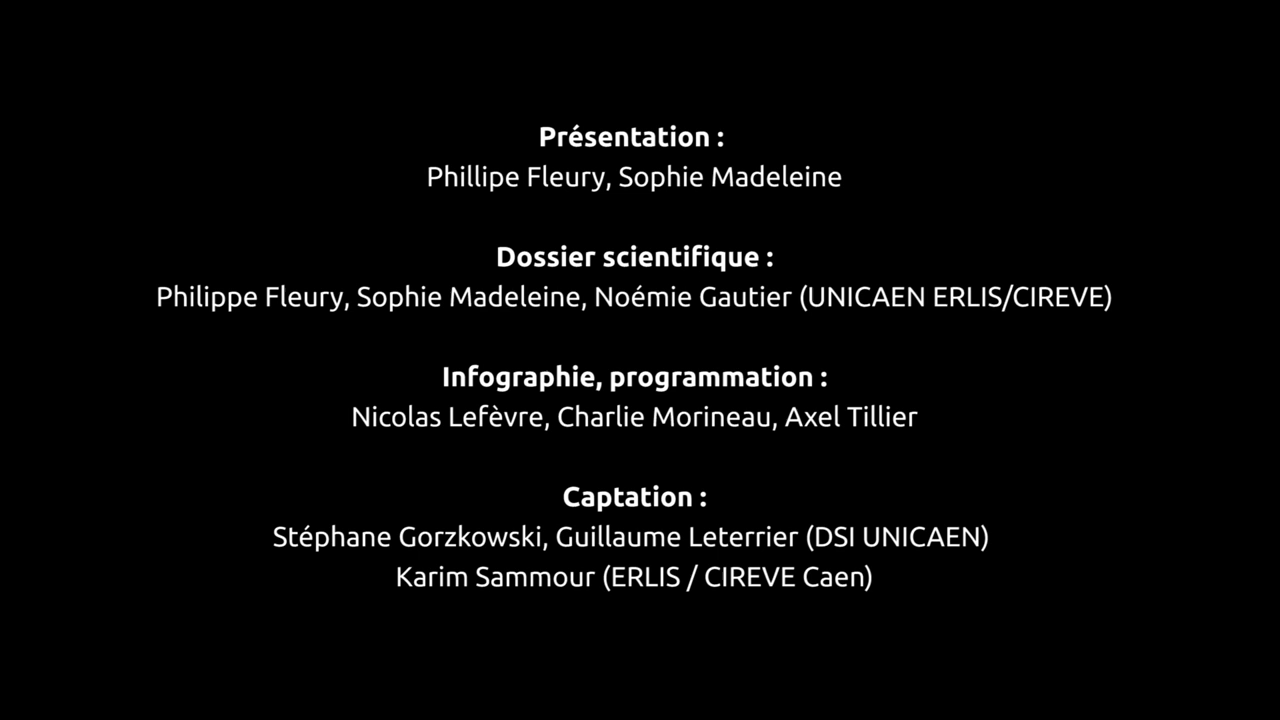 Présentation :
Phillipe Fleury, Sophie Madeleine
Dossier scientifique :
Philippe Fleury, Sophie Madeleine, Noémie Gautier (UNICAEN ERLIS/CIREVE)
Infographie, programmation :
Nicolas Lefèvre, Charlie Morineau, Axel Tillier
Captation :
Stéphane Gorzkowski, Guillaume Leterrier (DSI UNICAEN)
Karim Sammour (ERLIS / CIREVE Caen)